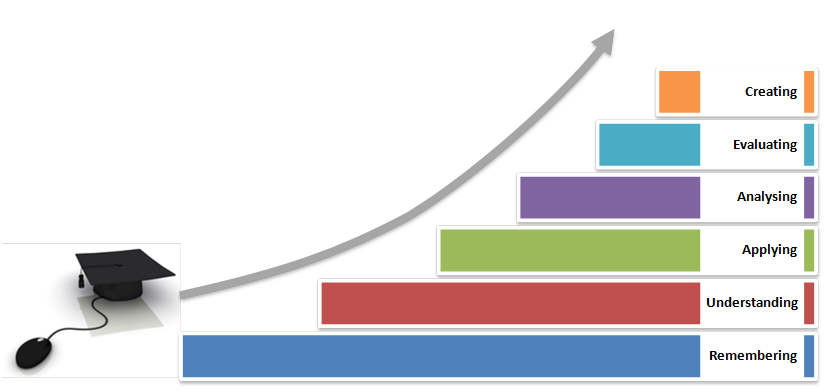 Creating
Evaluating
Analysing
Applying
Understanding
Remembering